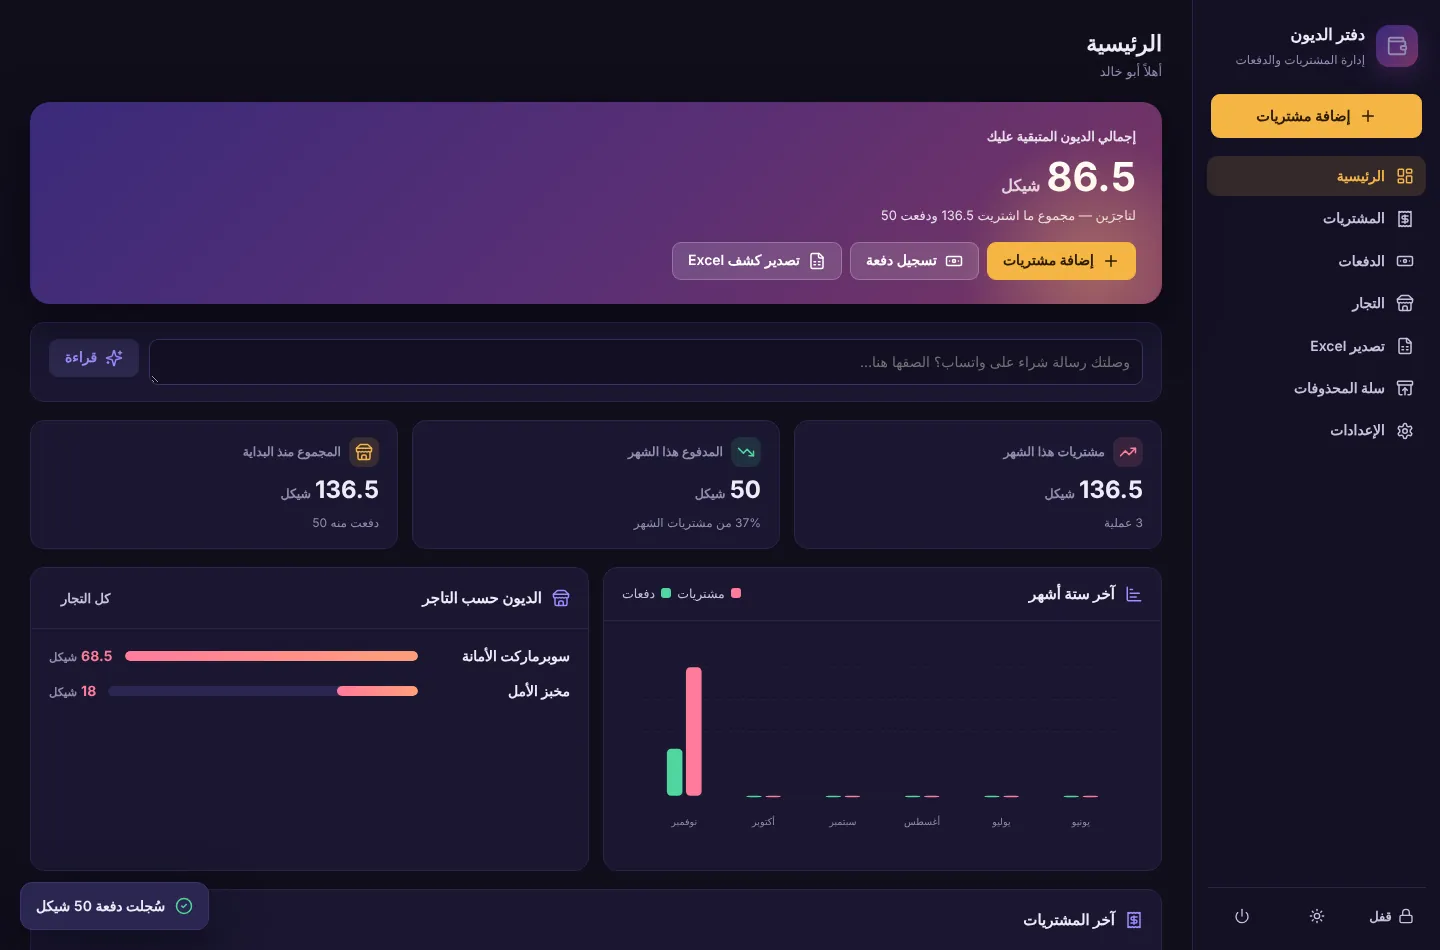 دفتر الديون
إدارة المشتريات والدفعات
إضافة مشتريات
الرئيسية
المشتريات
الدفعات
التجار
تصدير Excel
سلة المحذوفات
الإعدادات
قفل
الرئيسية
أهلاً أبو خالد
إجمالي الديون المتبقية عليك
86.5 شيكل
لتاجرَين — مجموع ما اشتريت 136.5 ودفعت 50
إضافة مشتريات
تسجيل دفعة
تصدير كشف Excel
وصلتك رسالة شراء على واتساب؟ الصقها هنا...
قراءة
مشتريات هذا الشهر
136.5 شيكل
3 عملية
المدفوع هذا الشهر
50 شيكل
37% من مشتريات الشهر
المجموع منذ البداية
136.5 شيكل
دفعت منه 50
آخر ستة أشهر
مشتريات
دفعات
يونيو
يوليو
أغسطس
سبتمبر
أكتوبر
نوفمبر
الديون حسب التاجر
كل التجار
سوبرماركت الأمانة
68.5 شيكل
مخبز الأمل
18 شيكل
آخر المشتريات
سُجلت دفعة 50 شيكل